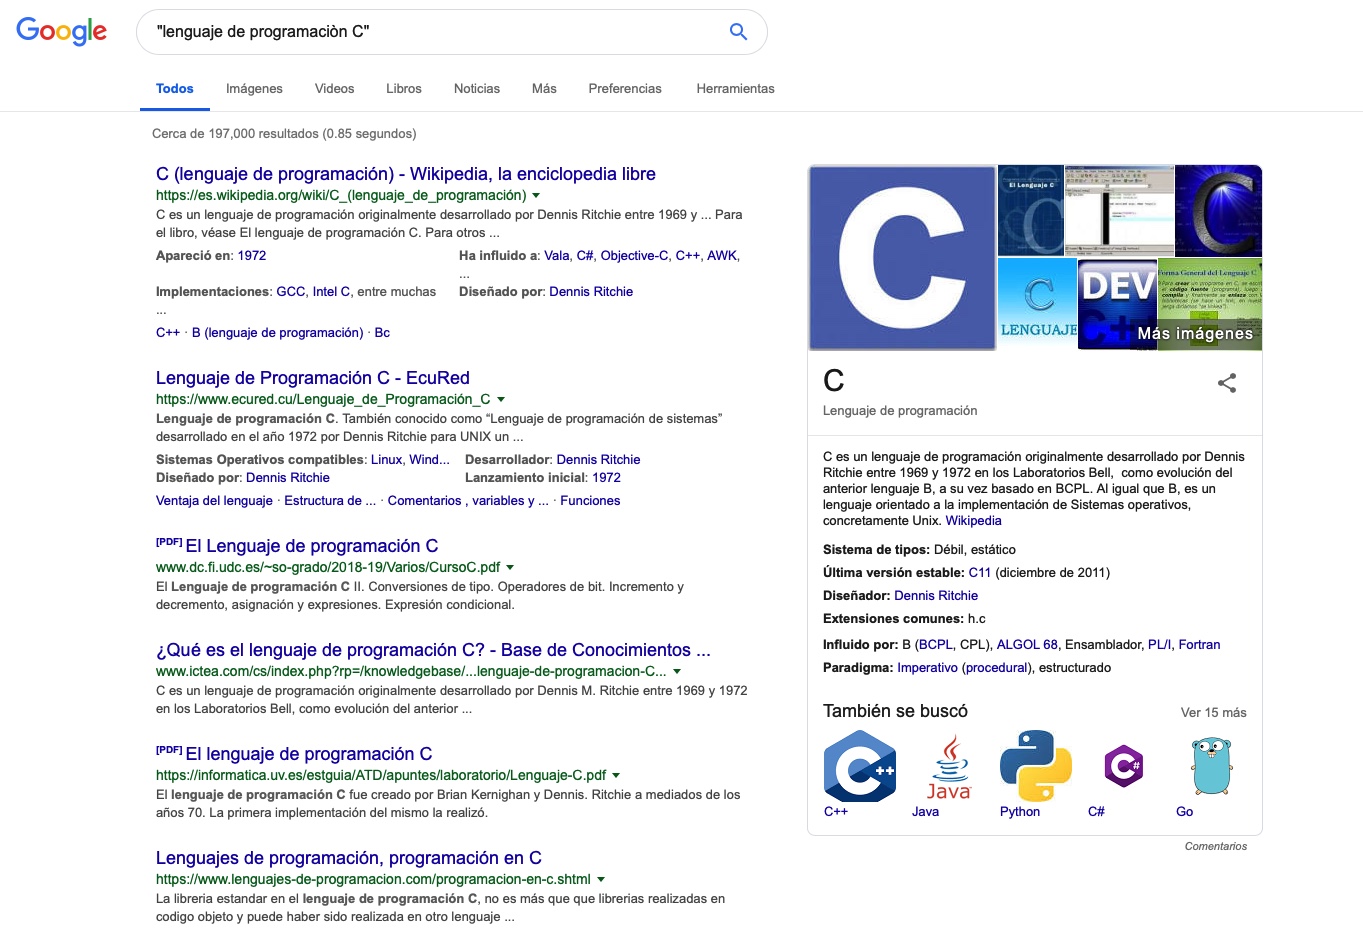 Google
"lenguaje de programaciòn C"
Todos Imágenes Videos Libros Noticias Más Preferencias Herramientas
Cerca de 197,000 resultados (0.85 segundos)
C (lenguaje de programación) - Wikipedia, la enciclopedia libre
https://es.wikipedia.org/wiki/C_(lenguaje_de_programación)
C es un lenguaje de programación originalmente desarrollado por Dennis Ritchie entre 1969 y ... Para
el libro, véase El lenguaje de programación C. Para otros ...
Apareció en: 1972
Ha influido a: Vala, C#, Objective-C, C++, AWK,
...
Implementaciones: GCC, Intel C, entre muchas
...
Diseñado por: Dennis Ritchie
C++ · B (lenguaje de programación) · Bc
Lenguaje de Programación C - EcuRed
https://www.ecured.cu/Lenguaje_de_Programación_C
Lenguaje de programación C. También conocido como “Lenguaje de programación de sistemas”
desarrollado en el año 1972 por Dennis Ritchie para UNIX un ...
Sistemas Operativos compatibles: Linux, Wind... Desarrollador: Dennis Ritchie
Diseñado por: Dennis Ritchie Lanzamiento inicial: 1972
Ventaja del lenguaje · Estructura de ... · Comentarios , variables y ... · Funciones
[PDF] El Lenguaje de programación C
www.dc.fi.udc.es/~so-grado/2018-19/Varios/CursoC.pdf
El Lenguaje de programación C II. Conversiones de tipo. Operadores de bit. Incremento y
decremento, asignación y expresiones. Expresión condicional.
¿Qué es el lenguaje de programación C? - Base de Conocimientos ...
www.ictea.com/cs/index.php?rp=/knowledgebase/...lenguaje-de-programacion-C...
C es un lenguaje de programación originalmente desarrollado por Dennis M. Ritchie entre 1969 y 1972
en los Laboratorios Bell, como evolución del anterior ...
[PDF] El lenguaje de programación C
https://informatica.uv.es/estguia/ATD/apuntes/laboratorio/Lenguaje-C.pdf
El lenguaje de programación C fue creado por Brian Kernighan y Dennis. Ritchie a mediados de los
años 70. La primera implementación del mismo la realizó.
Lenguajes de programación, programación en C
https://www.lenguajes-de-programacion.com/programacion-en-c.shtml
La libreria estandar en el lenguaje de programación C, no es más que que librerias realizadas en
codigo objeto y puede haber sido realizada en otro lenguaje ...
C
El Lenguaje C
C
C
C
LENGUAJE
DEV
C++
Forma General del Lenguaje C
Más imágenes
C
Lenguaje de programación
C es un lenguaje de programación originalmente desarrollado por Dennis
Ritchie entre 1969 y 1972 en los Laboratorios Bell, como evolución del
anterior lenguaje B, a su vez basado en BCPL. Al igual que B, es un
lenguaje orientado a la implementación de Sistemas operativos,
concretamente Unix. Wikipedia
Sistema de tipos: Débil, estático
Última versión estable: C11 (diciembre de 2011)
Diseñador: Dennis Ritchie
Extensiones comunes: h.c
Influido por: B (BCPL, CPL), ALGOL 68, Ensamblador, PL/I, Fortran
Paradigma: Imperativo (procedural), estructurado
También se buscó Ver 15 más
C++
Java
C#
C++ Java Python C# Go
Comentarios